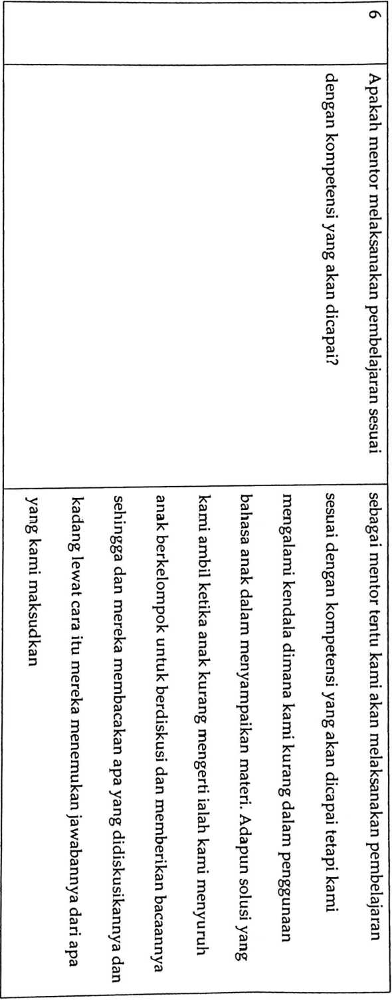 6
Apakah mentor melaksanakan pembelajaran sesuai
dengan kompetensi yang akan dicapai?
sebagai mentor tentu kami akan melaksanakan pembelajaran
sesuai dengan kompetensi yang akan dicapai tetapi kami
mengalami kendala dimana kami kurang dalam penggunaan
bahasa anak dalam menyampaikan materi. Adapun solusi yang
kami ambil ketika anak kurang mengerti ialah kami menyuruh
anak berkelompok untuk berdiskusi dan memberikan bacaannya
sehingga dan mereka membacakan apa yang didiskusikannya dan
kadang lewat cara itu mereka menemukan jawabannya dari apa
yang kami maksudkan